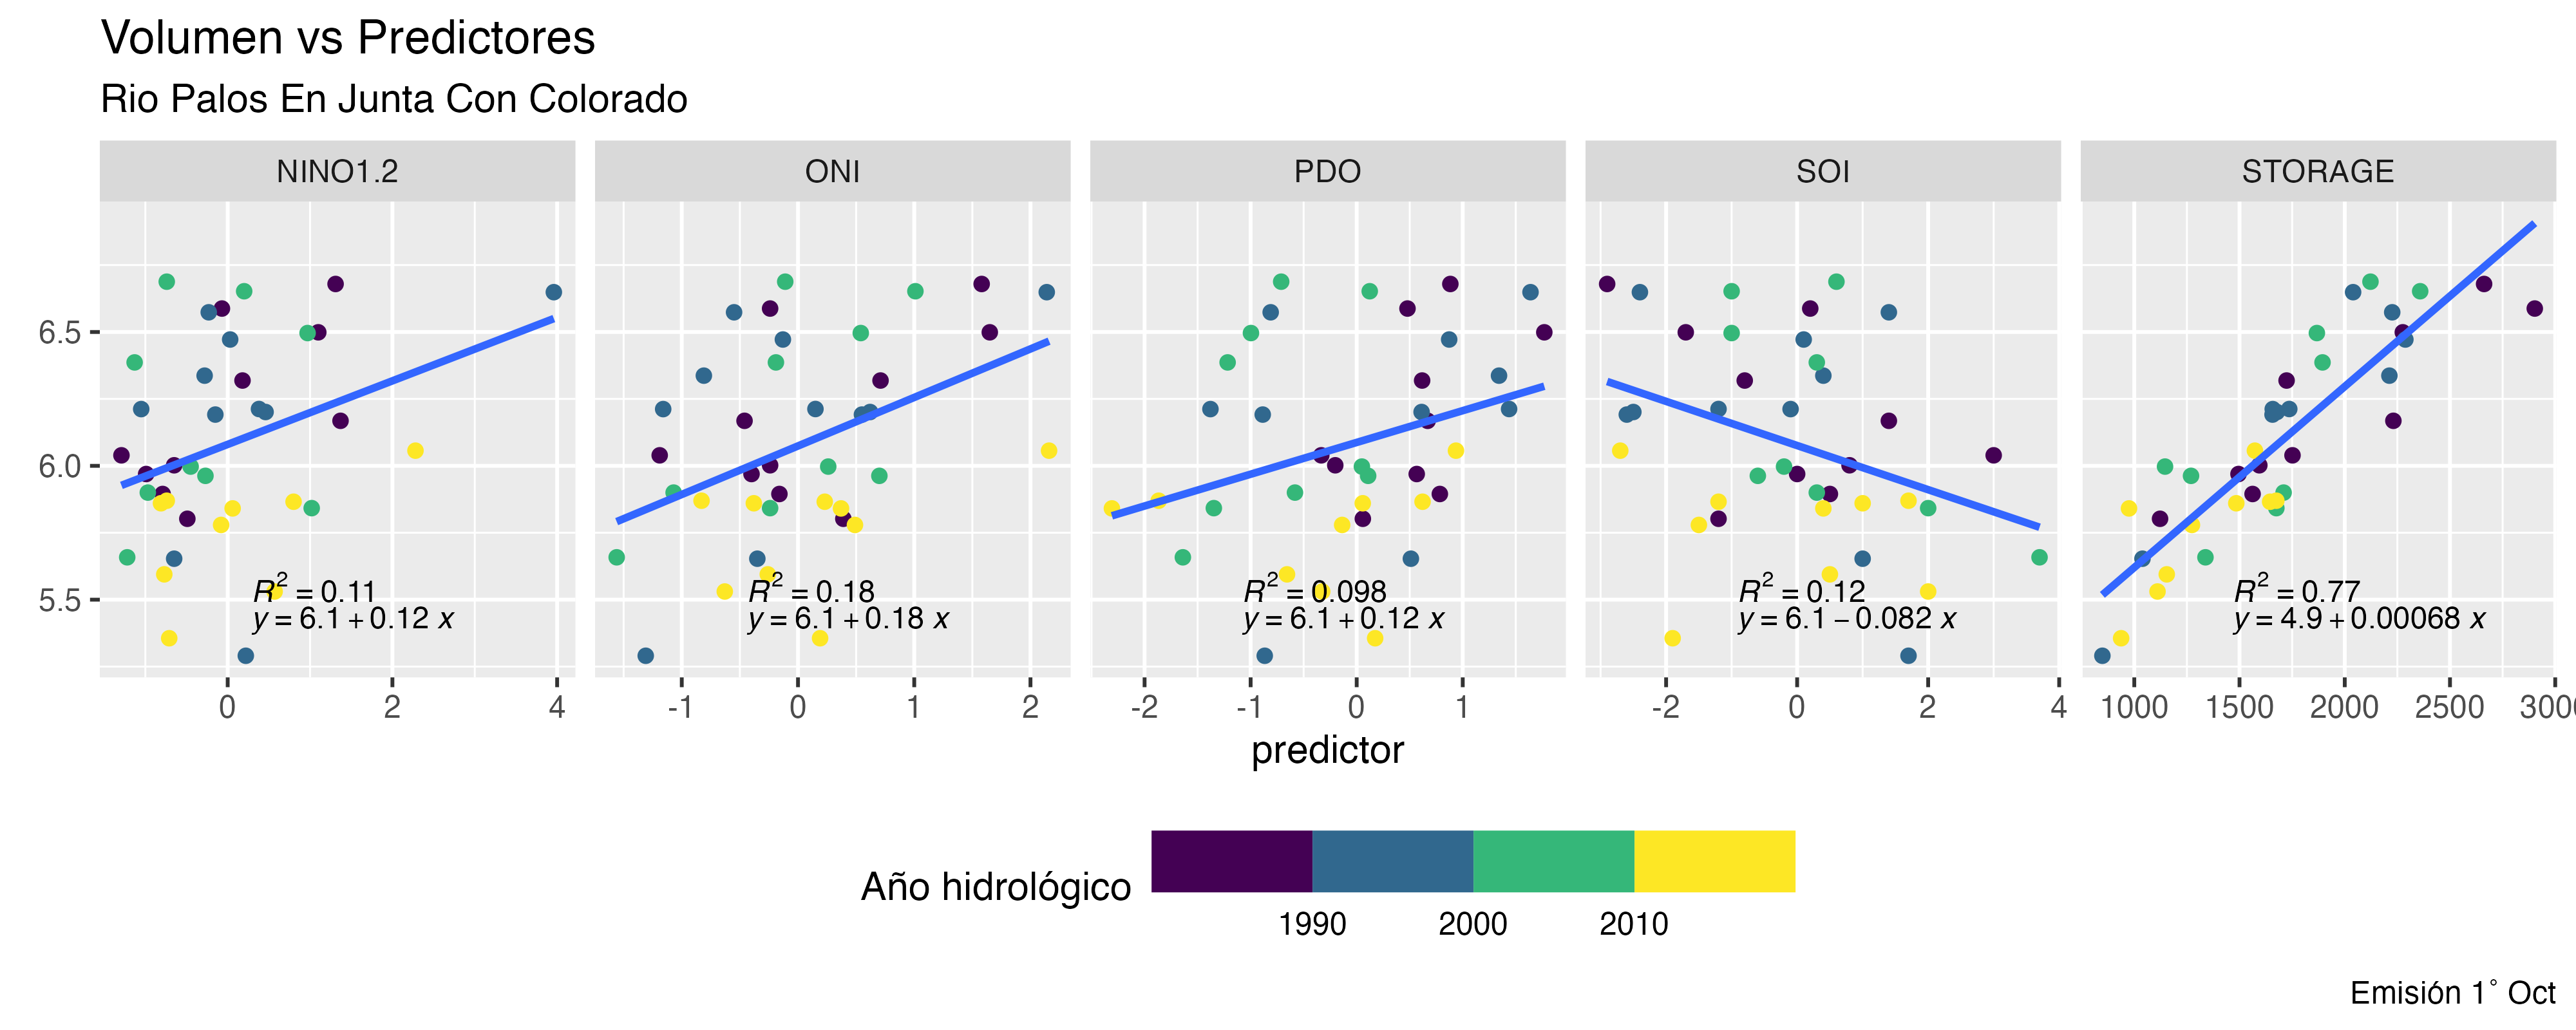 Volumen vs Predictores
Rio Palos En Junta Con Colorado
NINO1.2 ONI PDO SOI STORAGE
6.5
6.0
5.5
R² = 0.11 R² = 0.18 R² = 0.098 R² = 0.12 R² = 0.77
y = 6.1 + 0.12 x y = 6.1 + 0.18 x y = 6.1 + 0.12 x y = 6.1 − 0.082 x y = 4.9 + 0.00068 x
0 2 4 -1 0 1 2 -2 -1 0 1 -2 0 2 4 1000 1500 2000 2500
predictor
Año hidrológico
1990 2000 2010
Emisión 1° Oct